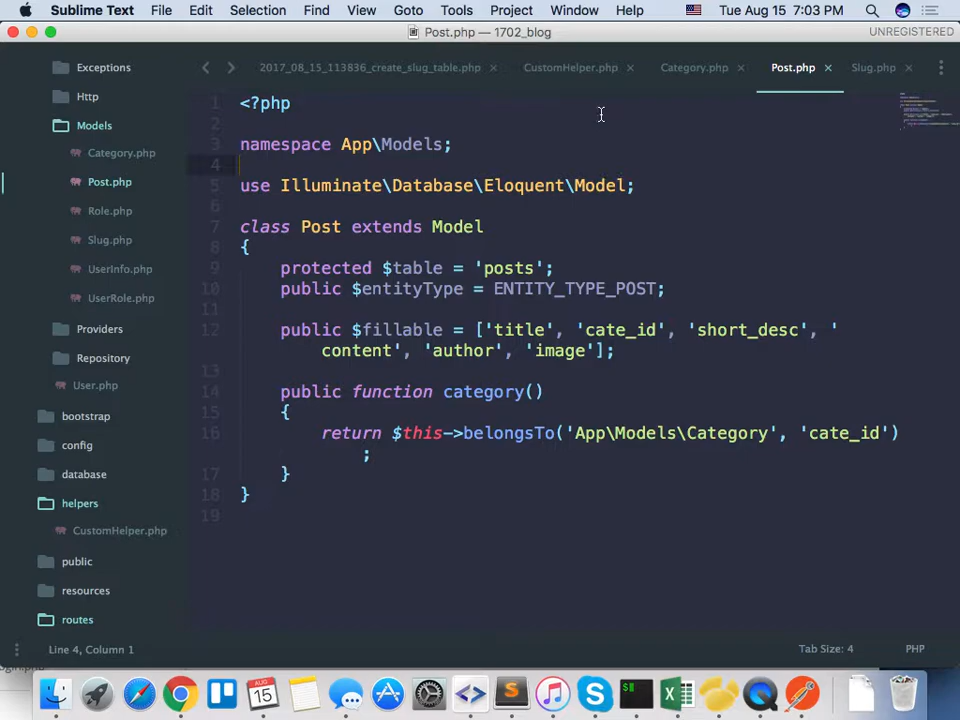 Sublime Text File Edit Selection Find View Goto Tools Project Window Help Tue Aug 15 7:03 PM
Post.php — 1702_blog UNREGISTERED
2017_08_15_113836_create_slug_table.php × CustomHelper.php × Category.php × Post.php × Slug.php ×
Exceptions
Http
Models
Category.php
Post.php
Role.php
Slug.php
UserInfo.php
UserRole.php
Providers
Repository
User.php
bootstrap
config
database
helpers
CustomHelper.php
public
resources
routes
1 <?php
2
3 namespace App\Models;
4
5 use Illuminate\Database\Eloquent\Model;
6
7 class Post extends Model
8 {
9 protected $table = 'posts';
10 public $entityType = ENTITY_TYPE_POST;
11
12 public $fillable = ['title', 'cate_id', 'short_desc', '
content', 'author', 'image'];
13
14 public function category()
15 {
16 return $this->belongsTo('App\Models\Category', 'cate_id')
;
17 }
18 }
19
Line 4, Column 1 Tab Size: 4 PHP
15